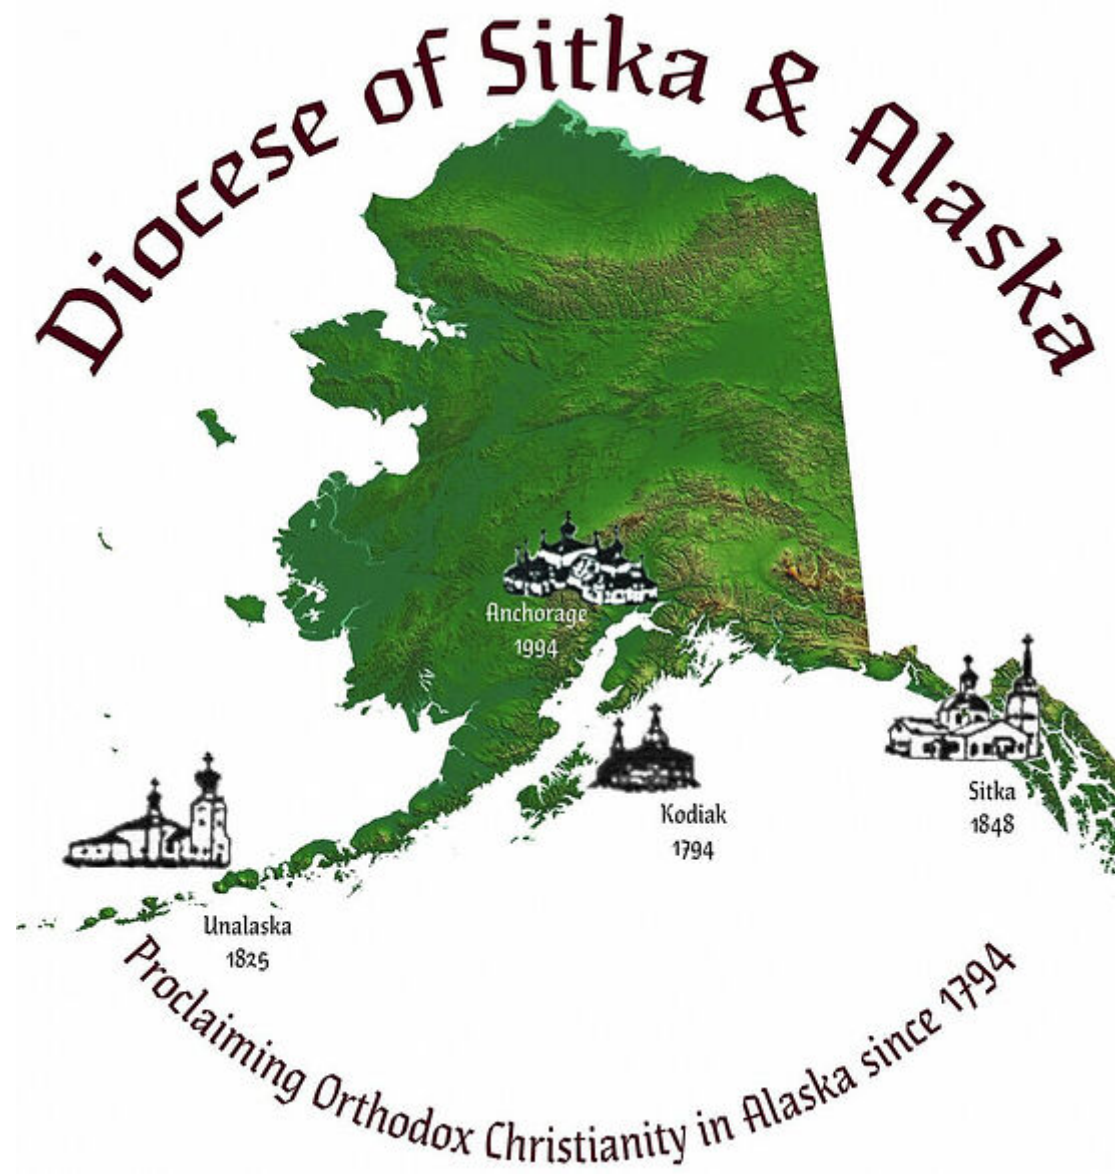 Diocese of Sitka & Alaska
Anchorage
1994
Kodiak
1794
Sitka
1848
Unalaska
1825
Proclaiming Orthodox Christianity in Alaska since 1794